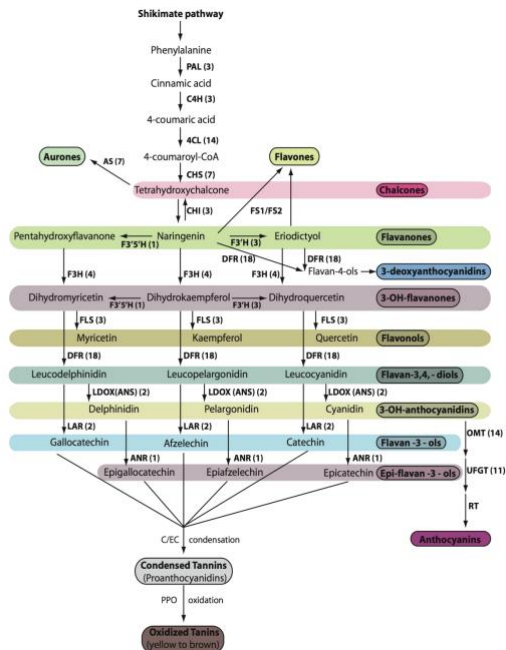 Shikimate pathway
Phenylalanine
PAL (3)
Cinnamic acid
C4H (3)
4-coumaric acid
4CL (14)
Aurones
AS (7)
4-coumaroyl-CoA
Flavones
CHS (7)
Tetrahydroxychalcone
Chalcones
CHI (3)
FS1/FS2
Pentahydroxyflavanone
F3'5'H (1)
Naringenin
F3'H (3)
Eriodictyol
Flavanones
DFR (18)
DFR (18)
F3H (4)
F3H (4)
F3H (4)
Flavan-4-ols
3-deoxyanthocyanidins
Dihydromyricetin
F3'5'H (1)
Dihydrokaempferol
F3'H (3)
Dihydroquercetin
3-OH-flavanones
FLS (3)
FLS (3)
FLS (3)
Myricetin
Kaempferol
Quercetin
Flavonols
DFR (18)
DFR (18)
DFR (18)
Leucodelphinidin
Leucopelargonidin
Leucocyanidin
Flavan-3,4, - diols
LDOX(ANS) (2)
LDOX (ANS) (2)
LDOX (ANS) (2)
Delphinidin
Pelargonidin
Cyanidin
3-OH-anthocyanidins
LAR (2)
LAR (2)
LAR (2)
OMT (14)
Gallocatechin
Afzelechin
Catechin
Flavan -3 - ols
ANR (1)
ANR (1)
ANR (1)
Epigallocatechin
Epiafzelechin
Epicatechin
Epi-flavan -3 - ols
UFGT (11)
RT
C/EC condensation
Anthocyanins
Condensed Tannins
(Proanthocyanidins)
PPO oxidation
Oxidized Tanins
(yellow to brown)